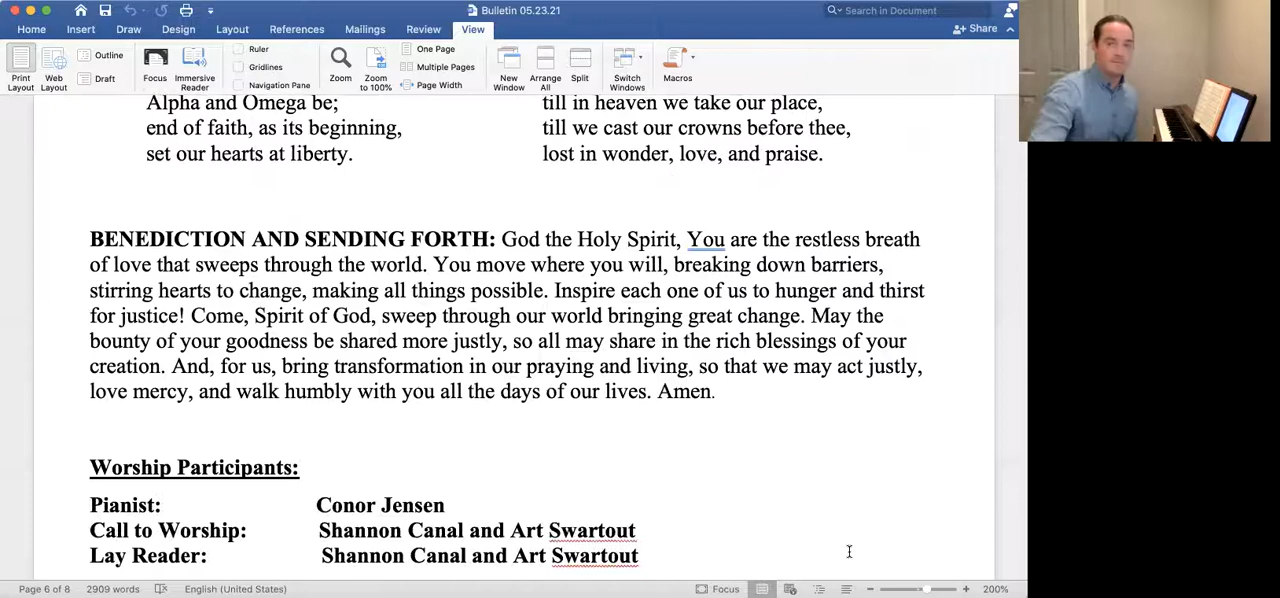 Bulletin 05.23.21
Search in Document
Home Insert Draw Design Layout References Mailings Review View
Share
Print Layout
Web Layout
Outline
Draft
Focus
Immersive Reader
Ruler
Gridlines
Navigation Pane
Zoom
Zoom to 100%
One Page
Multiple Pages
Page Width
New Window
Arrange All
Split
Switch Windows
Macros
Alpha and Omega be;
end of faith, as its beginning,
set our hearts at liberty.
till in heaven we take our place,
till we cast our crowns before thee,
lost in wonder, love, and praise.
BENEDICTION AND SENDING FORTH: God the Holy Spirit, You are the restless breath
of love that sweeps through the world. You move where you will, breaking down barriers,
stirring hearts to change, making all things possible. Inspire each one of us to hunger and thirst
for justice! Come, Spirit of God, sweep through our world bringing great change. May the
bounty of your goodness be shared more justly, so all may share in the rich blessings of your
creation. And, for us, bring transformation in our praying and living, so that we may act justly,
love mercy, and walk humbly with you all the days of our lives. Amen.
Worship Participants:
Pianist: Conor Jensen
Call to Worship: Shannon Canal and Art Swartout
Lay Reader: Shannon Canal and Art Swartout
Page 6 of 8 2909 words English (United States) Focus 200%